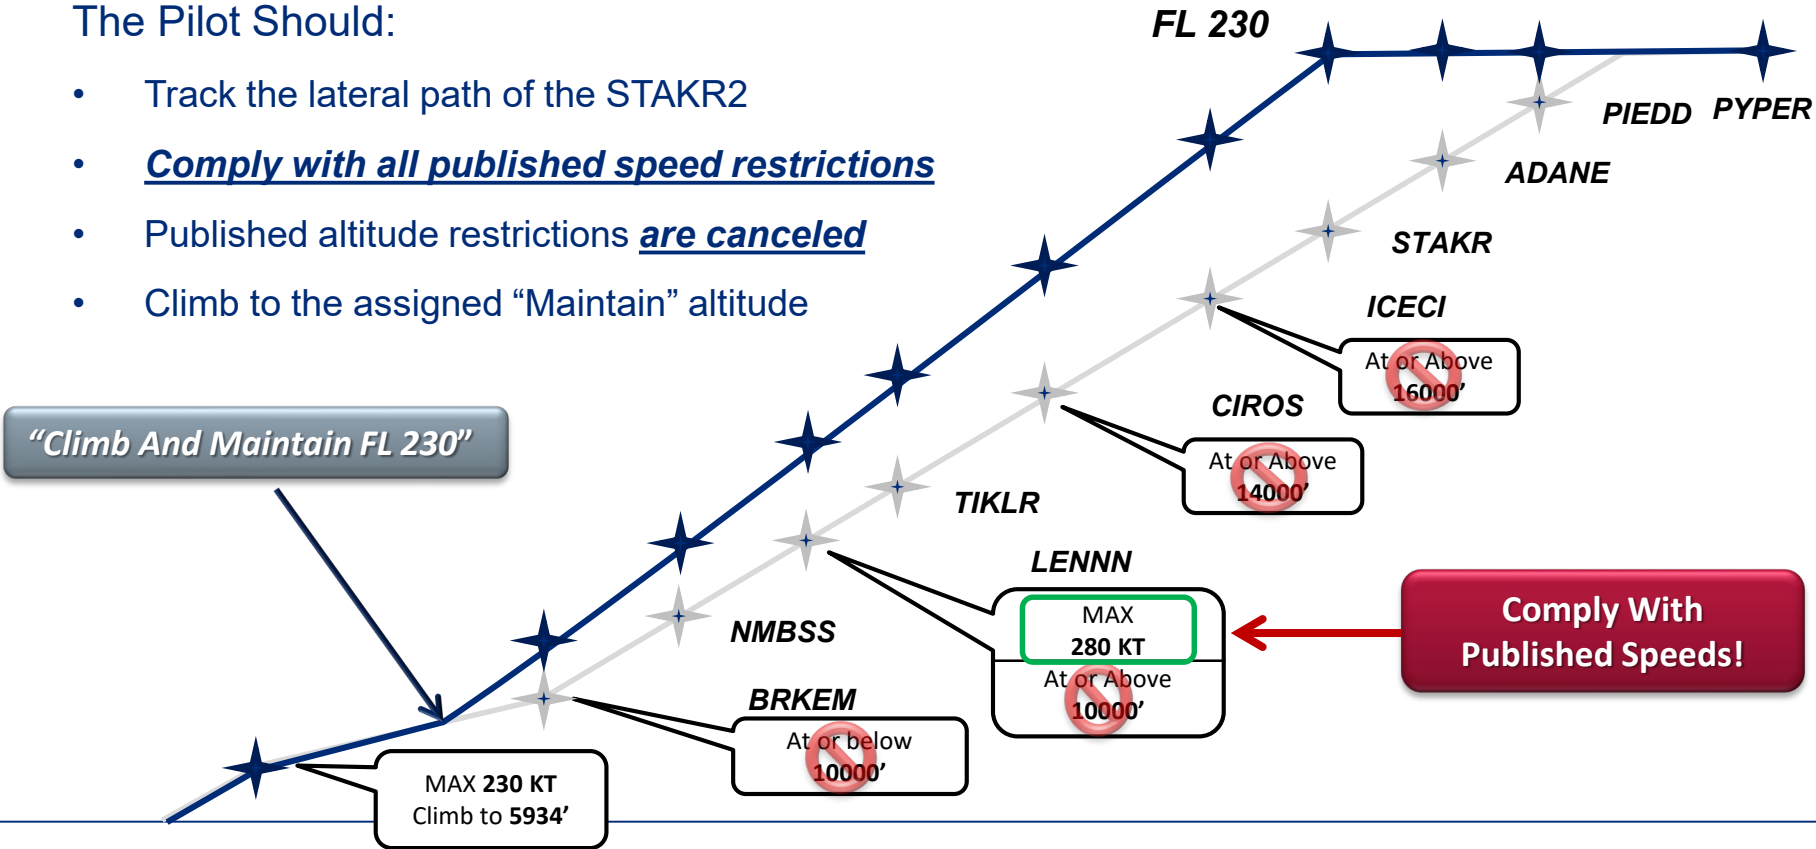 The Pilot Should:
• Track the lateral path of the STAKR2
• Comply with all published speed restrictions
• Published altitude restrictions are canceled
• Climb to the assigned “Maintain” altitude
FL 230
PIEDD
PYPER
ADANE
STAKR
ICECI
At or Above
16000’
CIROS
At or Above
14000’
“Climb And Maintain FL 230”
TIKLR
LENNN
MAX
280 KT
At or Above
10000’
Comply With
Published Speeds!
NMBSS
BRKEM
At or below
10000’
MAX 230 KT
Climb to 5934’